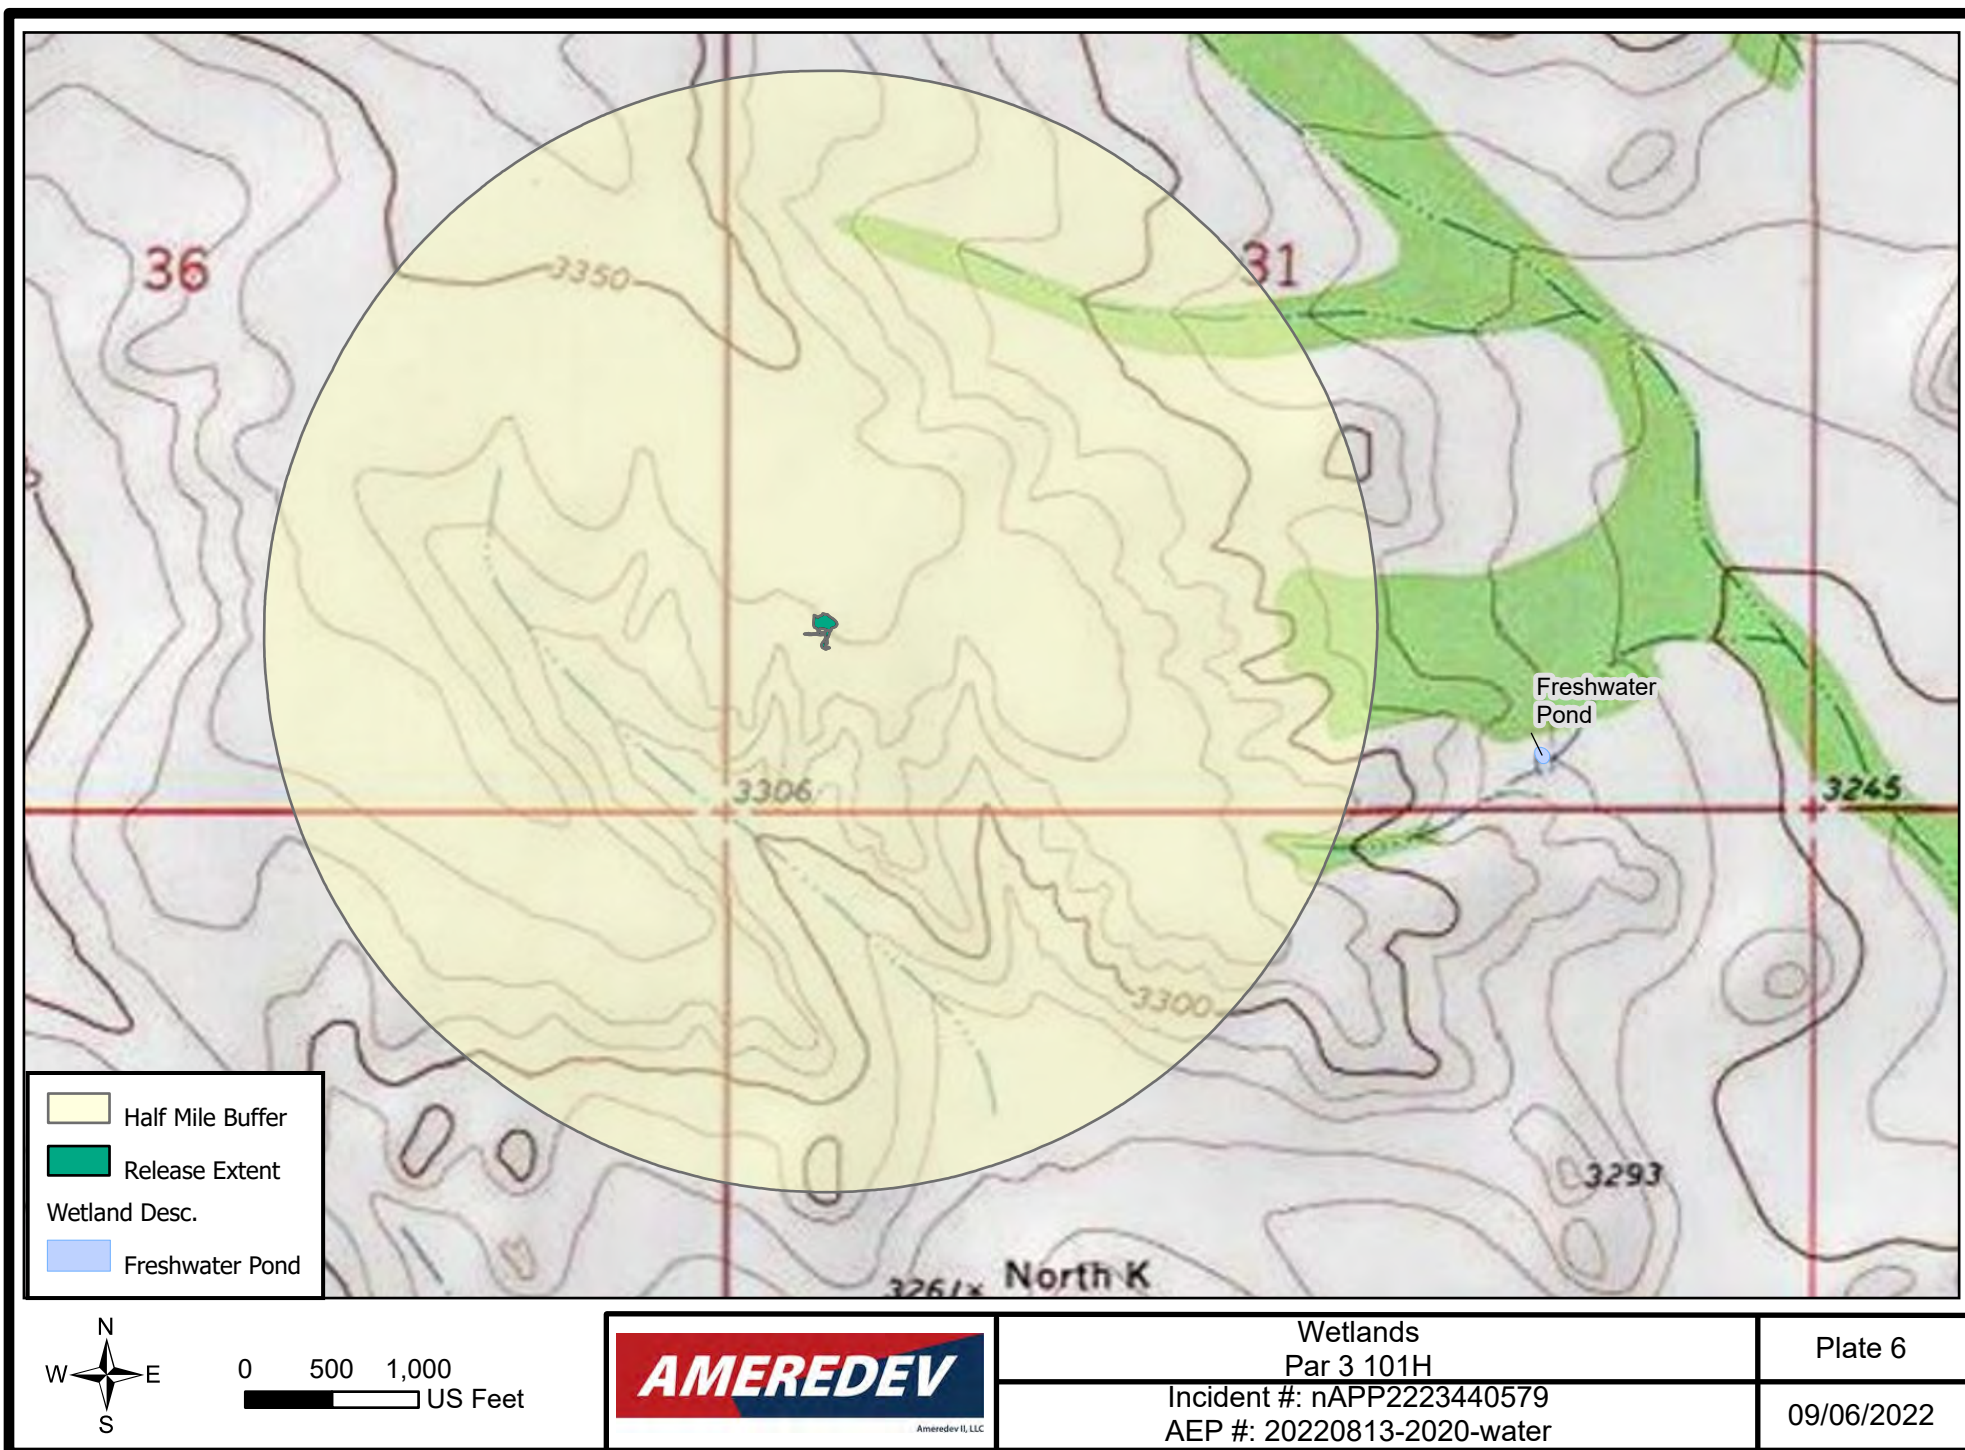 36
31
3350
Freshwater
Pond
3306
3245
3300
3293
North K
3261x
Half Mile Buffer
Release Extent
Wetland Desc.
Freshwater Pond
N
W E
S
0 500 1,000
US Feet
AMEREDEV
Ameredev II, LLC
Wetlands
Par 3 101H
Incident #: nAPP2223440579
AEP #: 20220813-2020-water
Plate 6
09/06/2022